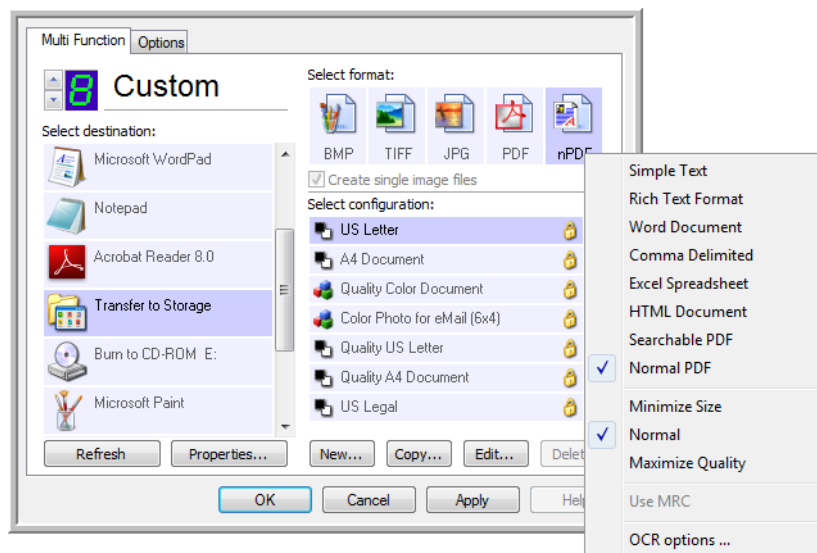 Multi Function
Options
8
Custom
Select destination:
Microsoft WordPad
Notepad
Acrobat Reader 8.0
Transfer to Storage
Burn to CD-ROM E:
Microsoft Paint
Refresh
Properties...
Select format:
BMP
TIFF
JPG
PDF
nPDF
Create single image files
Select configuration:
US Letter
A4 Document
Quality Color Document
Color Photo for eMail (6x4)
Quality US Letter
Quality A4 Document
US Legal
New...
Copy...
Edit...
Delet
OK
Cancel
Apply
Hel
Simple Text
Rich Text Format
Word Document
Comma Delimited
Excel Spreadsheet
HTML Document
Searchable PDF
Normal PDF
Minimize Size
Normal
Maximize Quality
Use MRC
OCR options ...